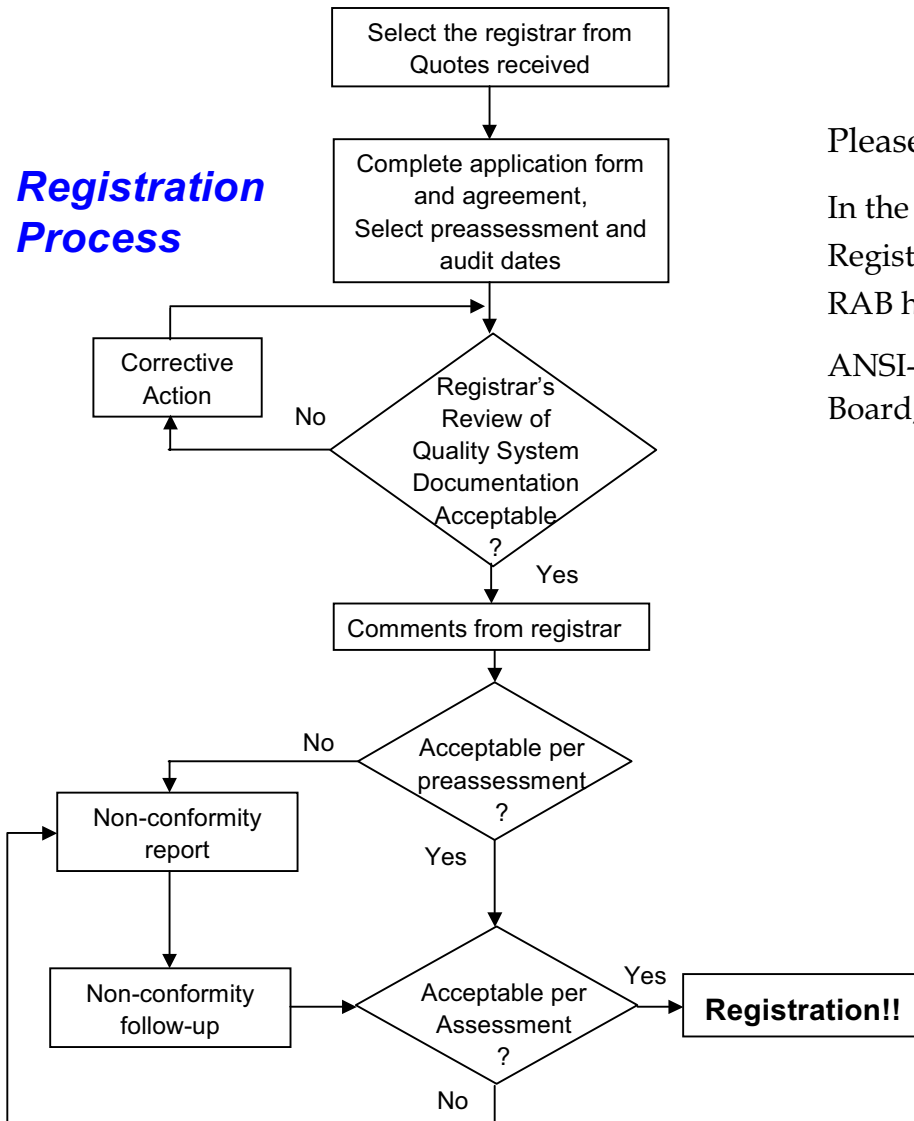 Select the registrar from
Quotes received
Registration
Process
Complete application form
and agreement,
Select preassessment and
audit dates
Corrective
Action
No
Registrar's
Review of
Quality System
Documentation
Acceptable
?
Yes
Comments from registrar
No
Acceptable per
preassessment
?
Yes
Non-conformity
report
Non-conformity
follow-up
Acceptable per
Assessment
?
Yes
Registration!!
No
Please
In the
Regist
RAB h
ANSI-
Board,